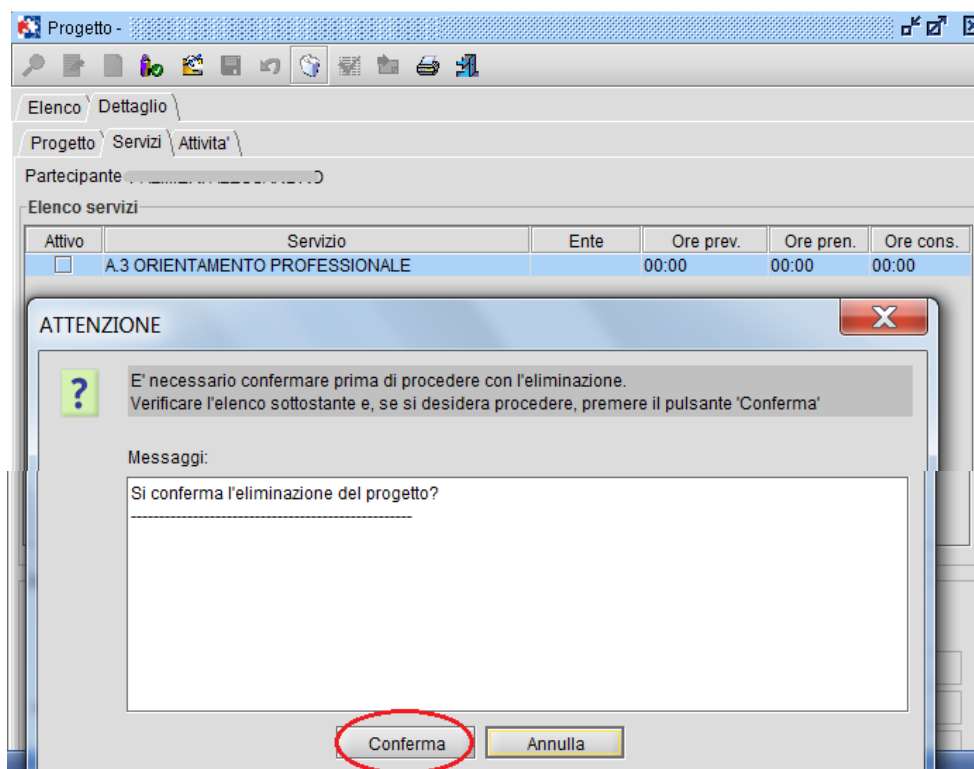 Progetto -
Elenco Dettaglio
Progetto Servizi Attivita'
Partecipante
Elenco servizi
Attivo Servizio Ente Ore prev. Ore pren. Ore cons.
A.3 ORIENTAMENTO PROFESSIONALE 00:00 00:00 00:00
ATTENZIONE
?
E' necessario confermare prima di procedere con l'eliminazione.
Verificare l'elenco sottostante e, se si desidera procedere, premere il pulsante 'Conferma'
Messaggi:
Si conferma l'eliminazione del progetto?
--------------------------------------------------
Conferma Annulla